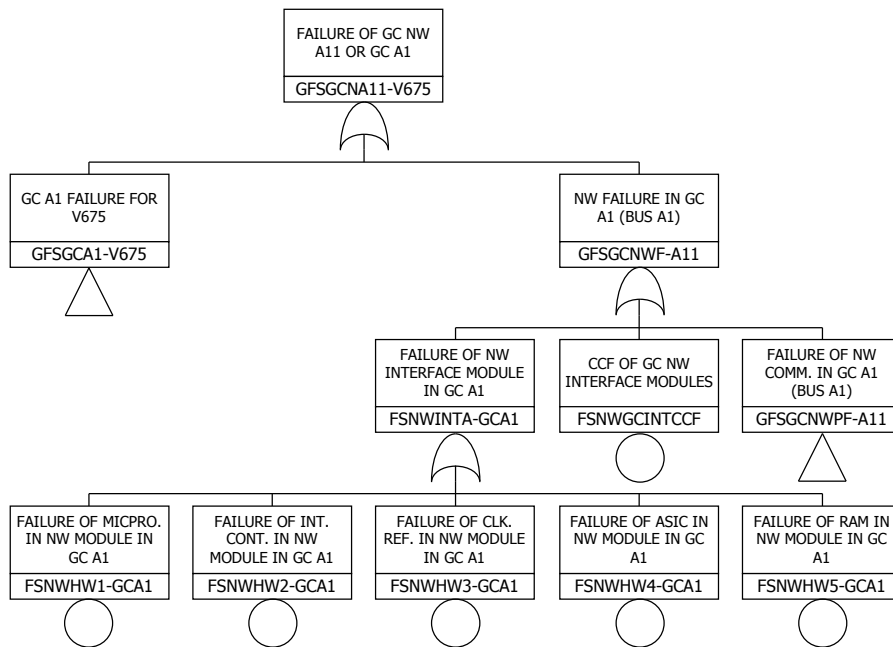 FAILURE OF GC NW
A11 OR GC A1
GFSGCNA11-V675
GC A1 FAILURE FOR
V675
GFSGCA1-V675
NW FAILURE IN GC
A1 (BUS A1)
GFSGCNWF-A11
FAILURE OF NW
INTERFACE MODULE
IN GC A1
FSNWINTA-GCA1
CCF OF GC NW
INTERFACE MODULES
FSNWGCINTCCF
FAILURE OF NW
COMM. IN GC A1
(BUS A1)
GFSGCNWPF-A11
FAILURE OF MICPRO.
IN NW MODULE IN
GC A1
FSNWHW1-GCA1
FAILURE OF INT.
CONT. IN NW
MODULE IN GC A1
FSNWHW2-GCA1
FAILURE OF CLK.
REF. IN NW MODULE
IN GC A1
FSNWHW3-GCA1
FAILURE OF ASIC IN
NW MODULE IN GC
A1
FSNWHW4-GCA1
FAILURE OF RAM IN
NW MODULE IN GC
A1
FSNWHW5-GCA1